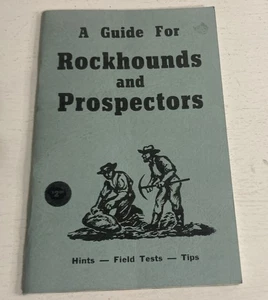 A Guide For
Rockhounds
and
Prospectors
Hints — Field Tests — Tips